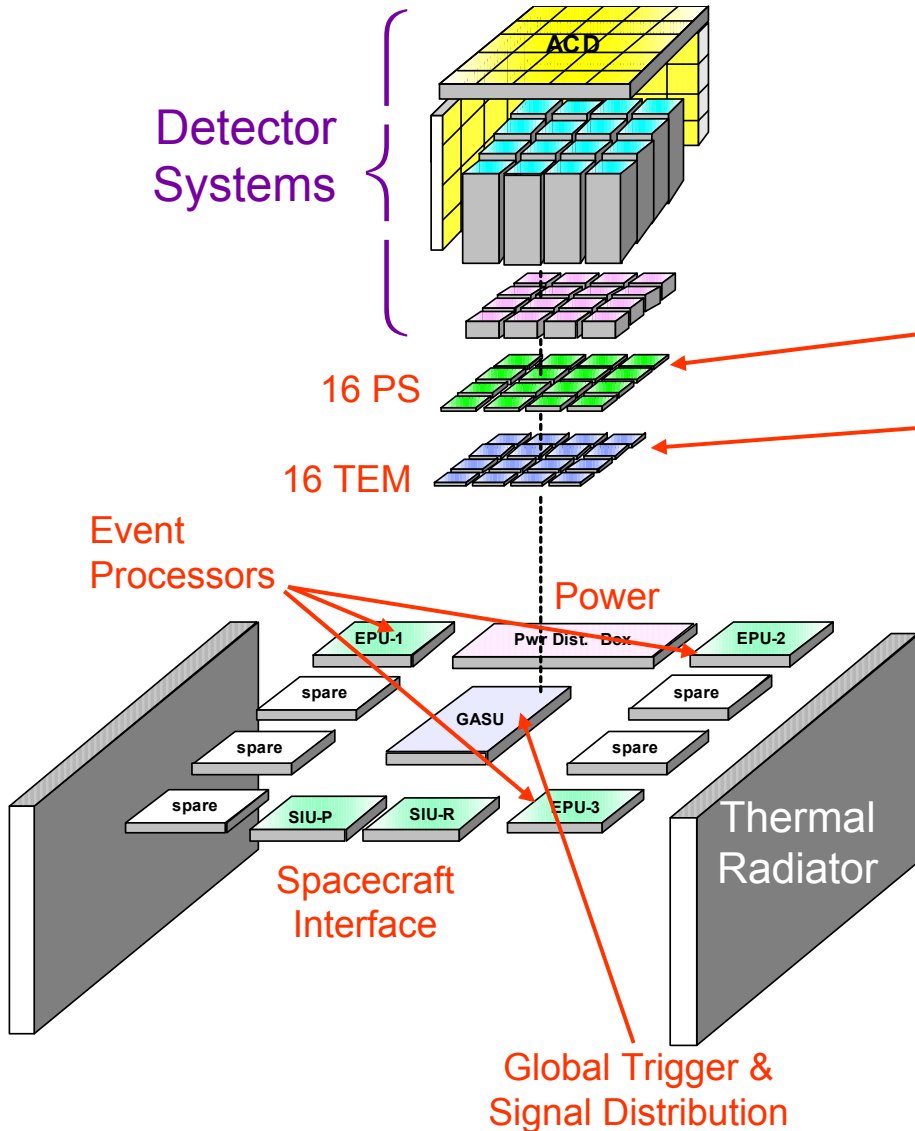 ACD
Detector
Systems
16 PS
16 TEM
Event
Processors
Power
EPU-1
Pwr Dist. Box
EPU-2
spare
spare
GASU
spare
spare
spare
SIU-P
SIU-R
EPU-3
Thermal
Radiator
Spacecraft
Interface
Global Trigger &
Signal Distribution